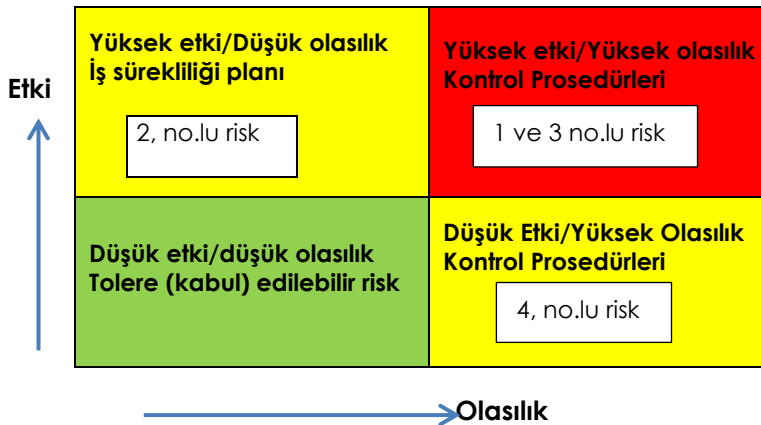 Yüksek etki/Düşük olasılık
İş sürekliliği planı
2, no.lu risk
Yüksek etki/Yüksek olasılık
Kontrol Prosedürleri
1 ve 3 no.lu risk
Etki
Düşük etki/düşük olasılık
Tolere (kabul) edilebilir risk
Düşük Etki/Yüksek Olasılık
Kontrol Prosedürleri
4, no.lu risk
Olasılık